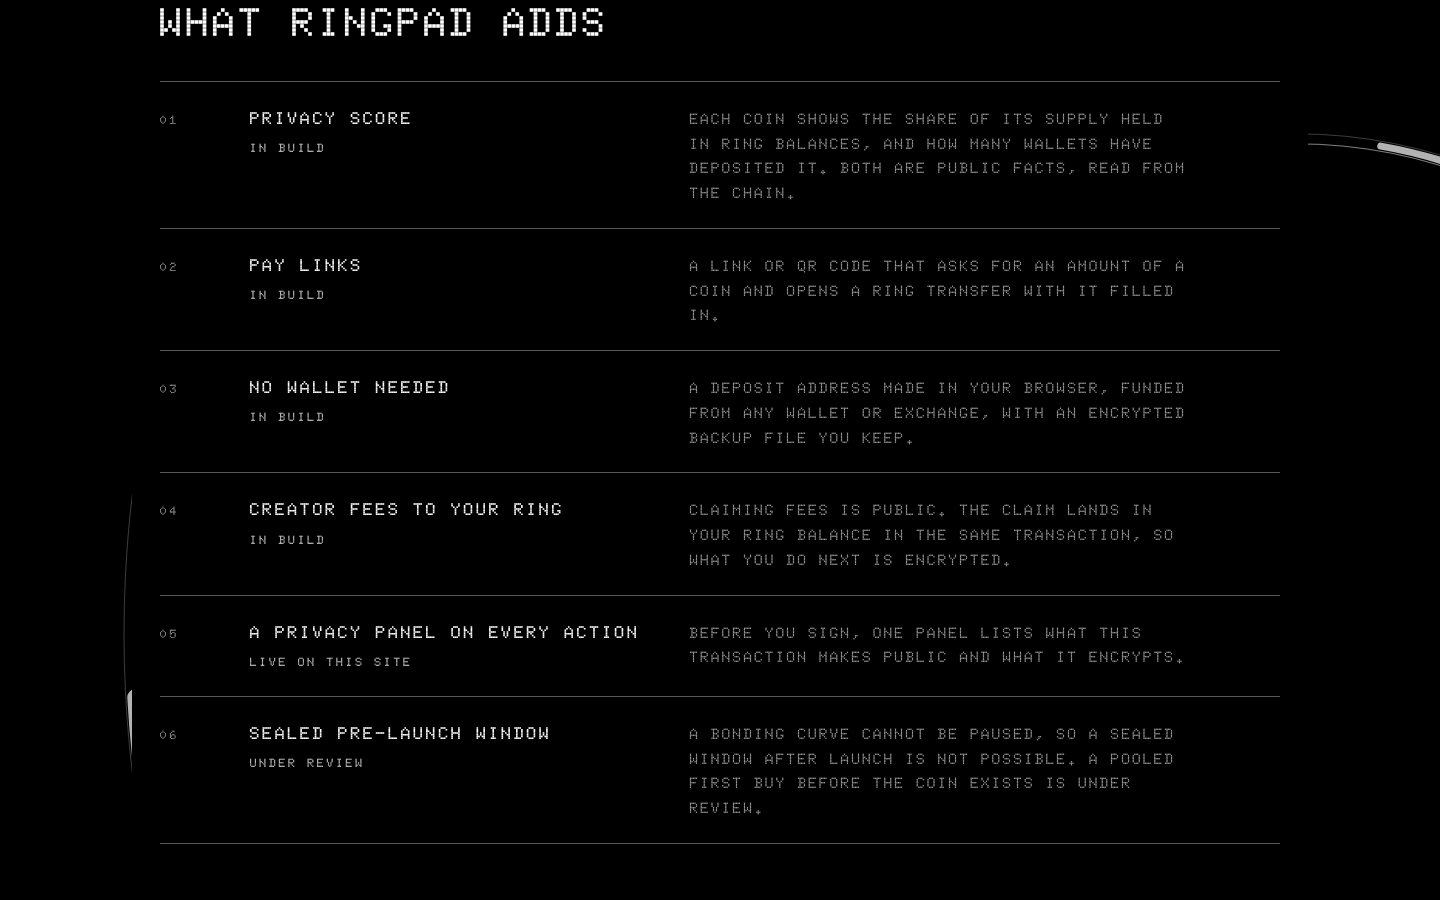 WHAT RINGPAD ADDS
01
PRIVACY SCORE
IN BUILD
EACH COIN SHOWS THE SHARE OF ITS SUPPLY HELD
IN RING BALANCES, AND HOW MANY WALLETS HAVE
DEPOSITED IT. BOTH ARE PUBLIC FACTS, READ FROM
THE CHAIN.
02
PAY LINKS
IN BUILD
A LINK OR QR CODE THAT ASKS FOR AN AMOUNT OF A
COIN AND OPENS A RING TRANSFER WITH IT FILLED
IN.
03
NO WALLET NEEDED
IN BUILD
A DEPOSIT ADDRESS MADE IN YOUR BROWSER, FUNDED
FROM ANY WALLET OR EXCHANGE, WITH AN ENCRYPTED
BACKUP FILE YOU KEEP.
04
CREATOR FEES TO YOUR RING
IN BUILD
CLAIMING FEES IS PUBLIC. THE CLAIM LANDS IN
YOUR RING BALANCE IN THE SAME TRANSACTION, SO
WHAT YOU DO NEXT IS ENCRYPTED.
05
A PRIVACY PANEL ON EVERY ACTION
LIVE ON THIS SITE
BEFORE YOU SIGN, ONE PANEL LISTS WHAT THIS
TRANSACTION MAKES PUBLIC AND WHAT IT ENCRYPTS.
06
SEALED PRE-LAUNCH WINDOW
UNDER REVIEW
A BONDING CURVE CANNOT BE PAUSED, SO A SEALED
WINDOW AFTER LAUNCH IS NOT POSSIBLE. A POOLED
FIRST BUY BEFORE THE COIN EXISTS IS UNDER
REVIEW.